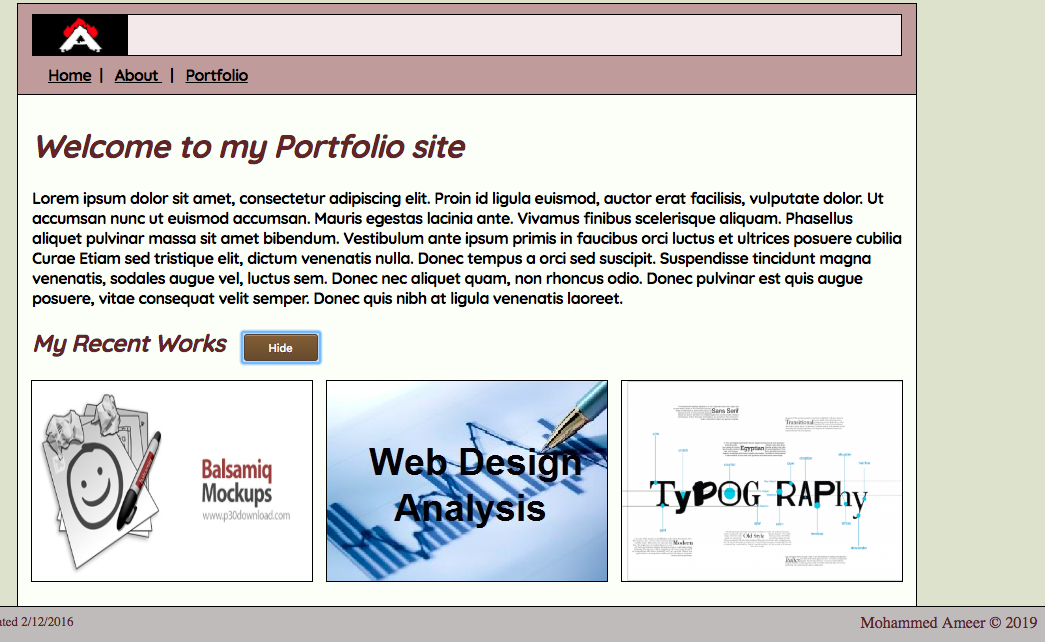 Home | About | Portfolio
Welcome to my Portfolio site
Lorem ipsum dolor sit amet, consectetur adipiscing elit. Proin id ligula euismod, auctor erat facilisis, vulputate dolor. Ut
accumsan nunc ut euismod accumsan. Mauris egestas lacinia ante. Vivamus finibus scelerisque aliquam. Phasellus
aliquet pulvinar massa sit amet bibendum. Vestibulum ante ipsum primis in faucibus orci luctus et ultrices posuere cubilia
Curae Etiam sed tristique elit, dictum venenatis nulla. Donec tempus a orci sed suscipit. Suspendisse tincidunt magna
venenatis, sodales augue vel, luctus sem. Donec nec aliquet quam, non rhoncus odio. Donec pulvinar est quis augue
posuere, vitae consequat velit semper. Donec quis nibh at ligula venenatis laoreet.
My Recent Works Hide
Balsamiq
Mockups
www.p30download.com
Web Design
Analysis
Sans Serif
Transitional
Egyptian
TyPOG RAPhy
Old Style
Modern
Italics
2/12/2016
Mohammed Ameer © 2019